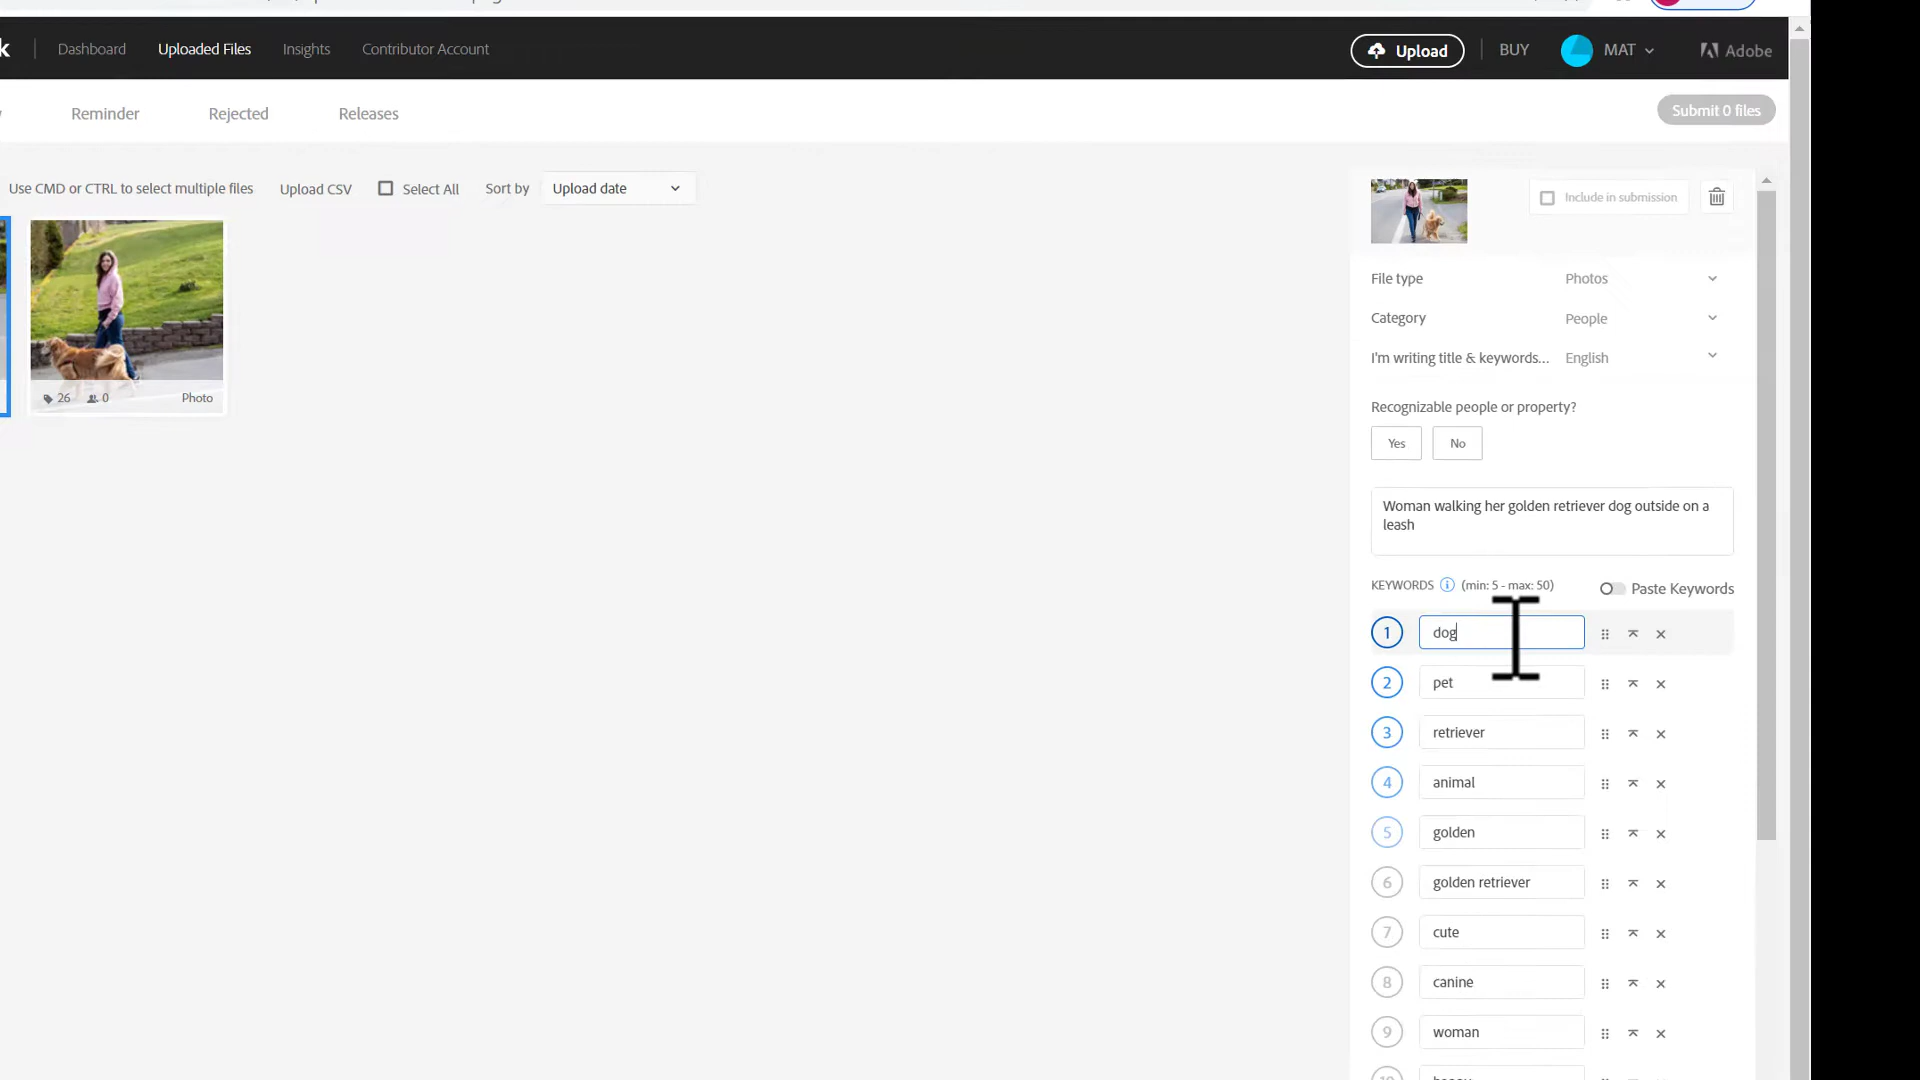 k Dashboard Uploaded Files Insights Contributor Account Upload BUY MAT Adobe
Reminder Rejected Releases Submit 0 files
Use CMD or CTRL to select multiple files Upload CSV Select All Sort by Upload date
Include in submission
File type Photos
Category People
I'm writing title & keywords... English
Recognizable people or property?
Yes No
Woman walking her golden retriever dog outside on a
leash
KEYWORDS (min: 5 - max: 50) Paste Keywords
1 dog
2 pet
3 retriever
4 animal
5 golden
6 golden retriever
7 cute
8 canine
9 woman
26 0 Photo